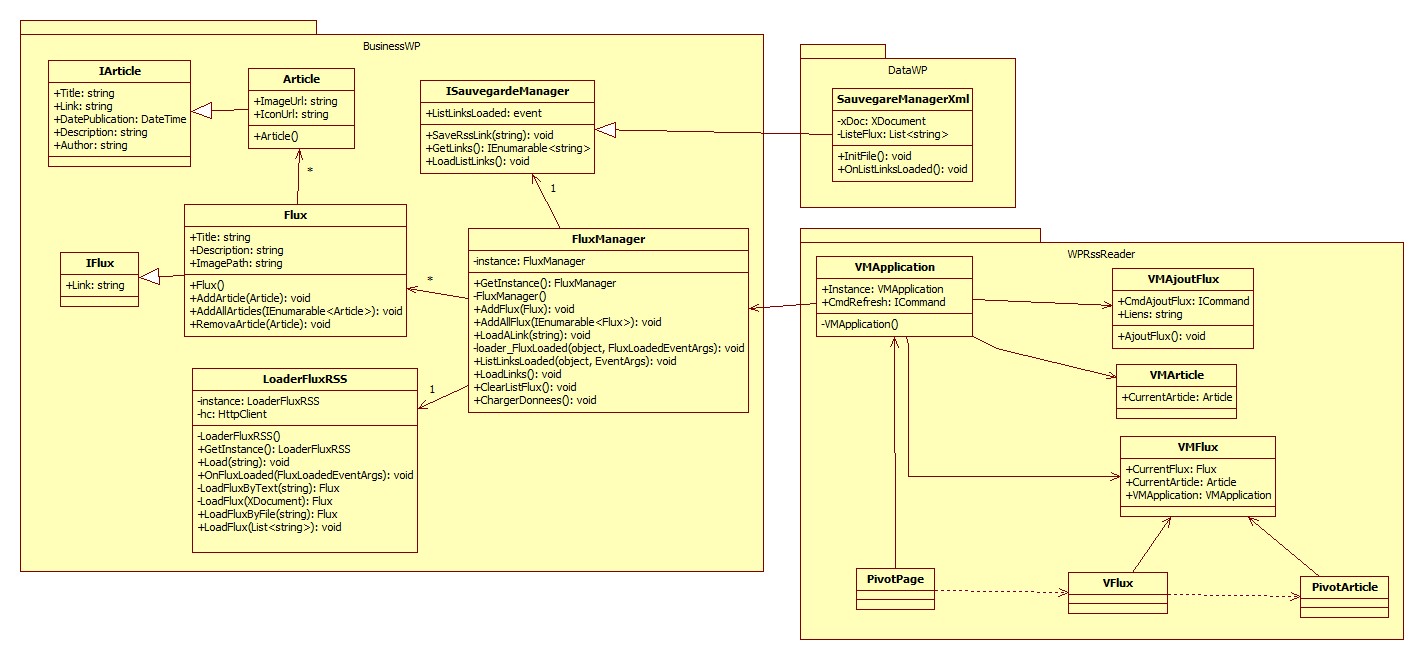 BusinessWP
IArticle
+Title: string
+Link: string
+DatePublication: DateTime
+Description: string
+Author: string
Article
+ImageUrl: string
+IconUrl: string
+Article()
*
ISauvegardeManager
+ListLinksLoaded: event
+SaveRssLink(string): void
+GetLinks(): IEnumarable<string>
+LoadListLinks(): void
1
Flux
+Title: string
+Description: string
+ImagePath: string
+Flux()
+AddArticle(Article): void
+AddAllArticles(IEnumarable<Article>): void
+RemovaArticle(Article): void
IFlux
+Link: string
*
FluxManager
-instance: FluxManager
+GetInstance(): FluxManager
-FluxManager()
+AddFlux(Flux): void
+AddAllFlux(IEnumarable<Flux>): void
+LoadALink(string): void
-loader_FluxLoaded(object, FluxLoadedEventArgs): void
+ListLinksLoaded(object, EventArgs): void
+LoadLinks(): void
+ClearListFlux(): void
+ChargerDonnees(): void
1
LoaderFluxRSS
-instance: LoaderFluxRSS
-hc: HttpClient
-LoaderFluxRSS()
+GetInstance(): LoaderFluxRSS
+Load(string): void
+OnFluxLoaded(FluxLoadedEventArgs): void
-LoadFluxByText(string): Flux
-LoadFlux(XDocument): Flux
+LoadFluxByFile(string): Flux
+LoadFlux(List<string>): void
DataWP
SauvegareManagerXml
-xDoc: XDocument
-ListeFlux: List<string>
+InitFile(): void
+OnListLinksLoaded(): void
WPRssReader
VMApplication
+Instance: VMApplication
+CmdRefresh: ICommand
-VMApplication()
VMAjoutFlux
+CmdAjoutFlux: ICommand
+Liens: string
+AjoutFlux(): void
VMArticle
+CurrentArticle: Article
VMFlux
+CurrentFlux: Flux
+CurrentArticle: Article
+VMApplication: VMApplication
PivotPage
VFlux
PivotArticle